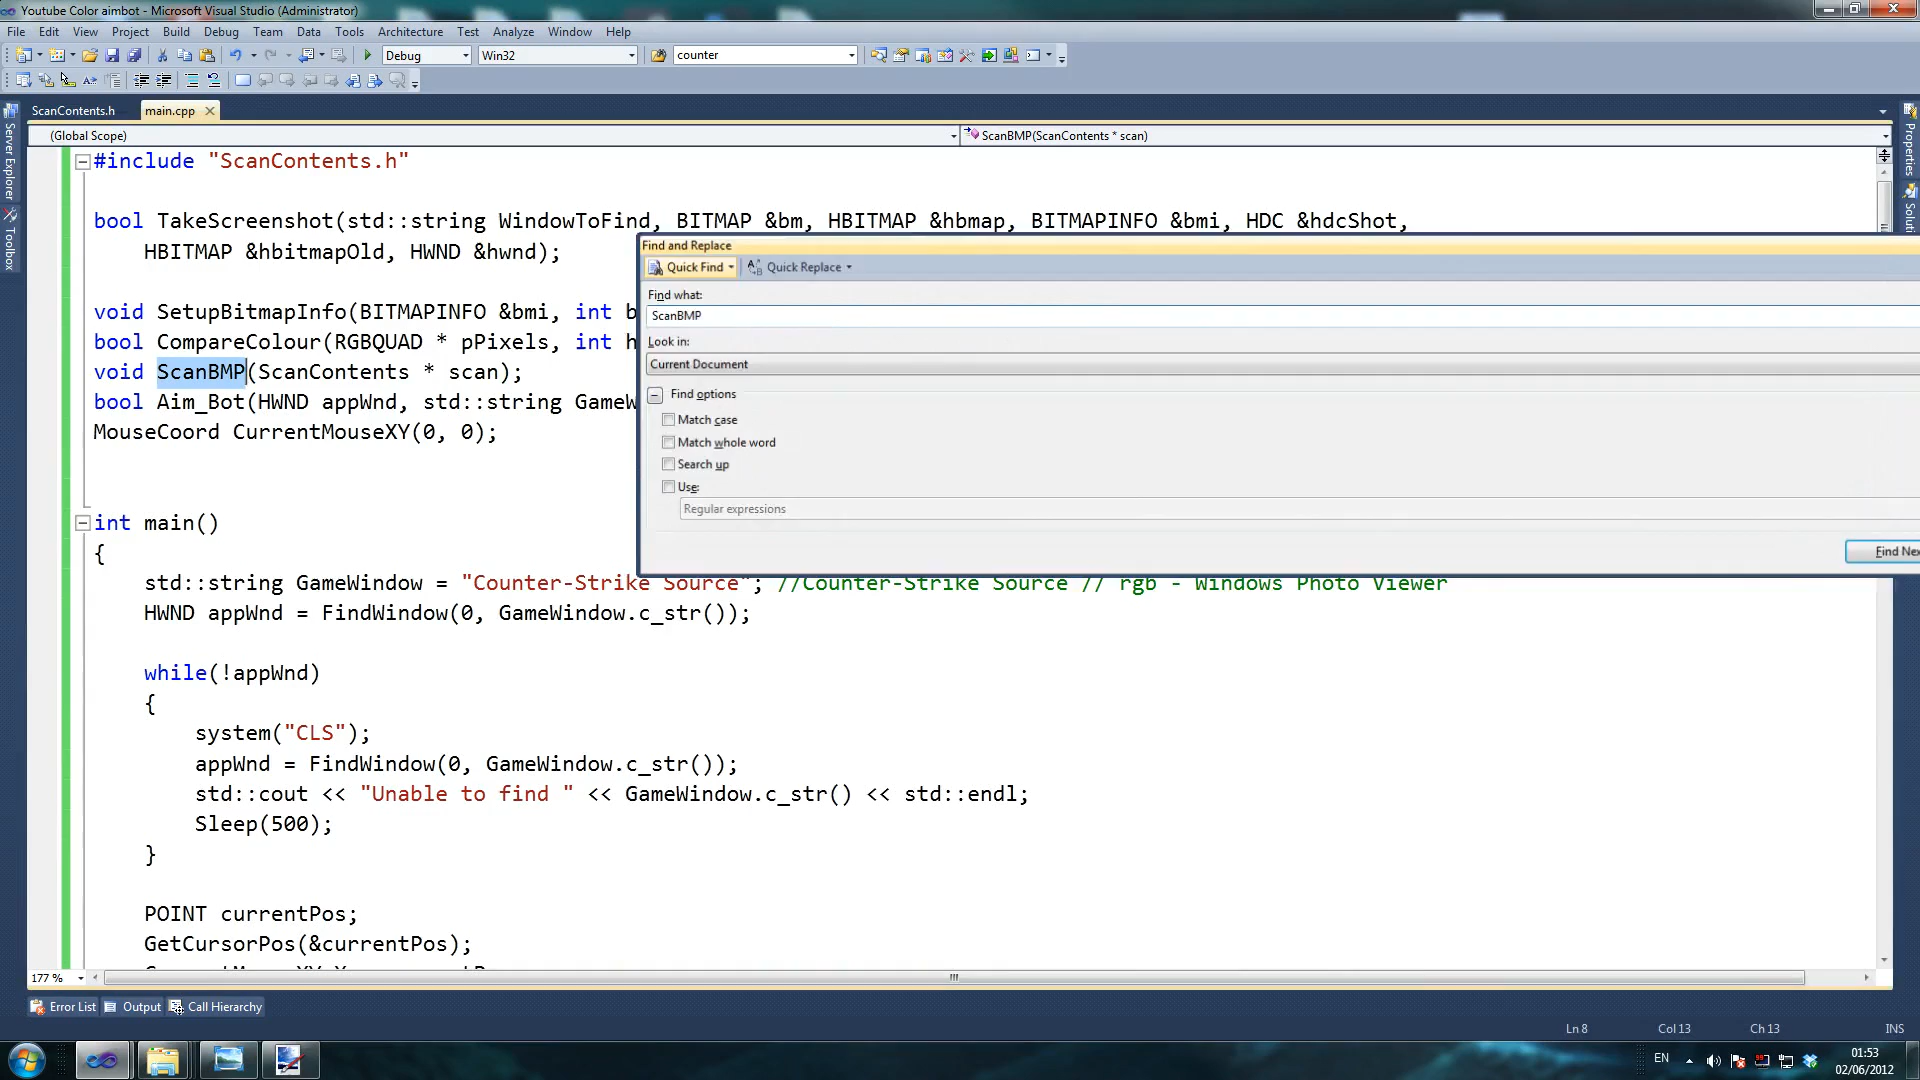 Youtube Color aimbot - Microsoft Visual Studio (Administrator)
File Edit View Project Build Debug Team Data Tools Architecture Test Analyze Window Help
Debug Win32 counter
ScanContents.h main.cpp
(Global Scope) ScanBMP(ScanContents * scan)
Server Explorer
Toolbox
Properties
#include "ScanContents.h"
bool TakeScreenshot(std::string WindowToFind, BITMAP &bm, HBITMAP &hbmap, BITMAPINFO &bmi, HDC &hdcShot,
HBITMAP &hbitmapOld, HWND &hwnd);
void SetupBitmapInfo(BITMAPINFO &bmi, int b
bool CompareColour(RGBQUAD * pPixels, int h
void ScanBMP(ScanContents * scan);
bool Aim_Bot(HWND appWnd, std::string GameW
MouseCoord CurrentMouseXY(0, 0);
Find and Replace
Quick Find Quick Replace
Find what:
ScanBMP
Look in:
Current Document
Find options
Match case
Match whole word
Search up
Use:
Regular expressions
Find Nex
int main()
{
std::string GameWindow = "Counter-Strike Source"; //Counter-Strike Source // rgb - Windows Photo Viewer
HWND appWnd = FindWindow(0, GameWindow.c_str());
while(!appWnd)
{
system("CLS");
appWnd = FindWindow(0, GameWindow.c_str());
std::cout << "Unable to find " << GameWindow.c_str() << std::endl;
Sleep(500);
}
POINT currentPos;
GetCursorPos(&currentPos);
177 %
Error List Output Call Hierarchy
Ln 8 Col 13 Ch 13 INS
EN 01:53
02/06/2012